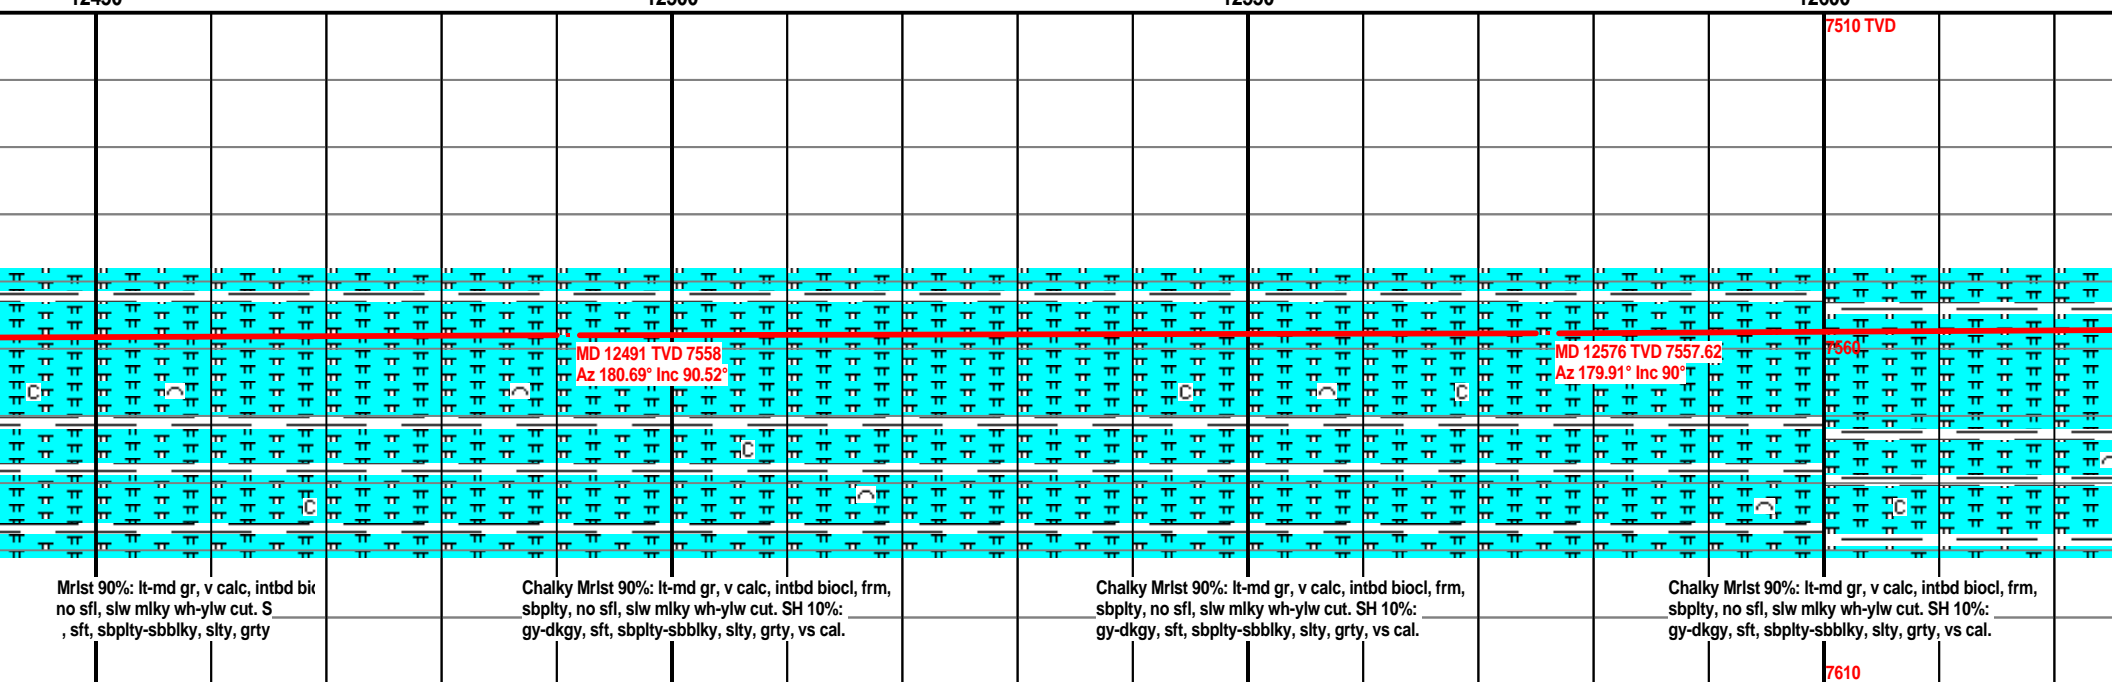 12450 12500 12550 12600
7510 TVD
MD 12491 TVD 7558
Az 180.69° Inc 90.52°
MD 12576 TVD 7557.62
Az 179.91° Inc 90°
7560
C C C C C C
Mrlst 90%: lt-md gr, v calc, intbd bio
no sfl, slw mlky wh-ylw cut. S
, sft, sbplty-sbblky, slty, grty
Chalky Mrlst 90%: lt-md gr, v calc, intbd biocl, frm,
sbplty, no sfl, slw mlky wh-ylw cut. SH 10%:
gy-dkgy, sft, sbplty-sbblky, slty, grty, vs cal.
Chalky Mrlst 90%: lt-md gr, v calc, intbd biocl, frm,
sbplty, no sfl, slw mlky wh-ylw cut. SH 10%:
gy-dkgy, sft, sbplty-sbblky, slty, grty, vs cal.
Chalky Mrlst 90%: lt-md gr, v calc, intbd biocl, frm,
sbplty, no sfl, slw mlky wh-ylw cut. SH 10%:
gy-dkgy, sft, sbplty-sbblky, slty, grty, vs cal.
7610